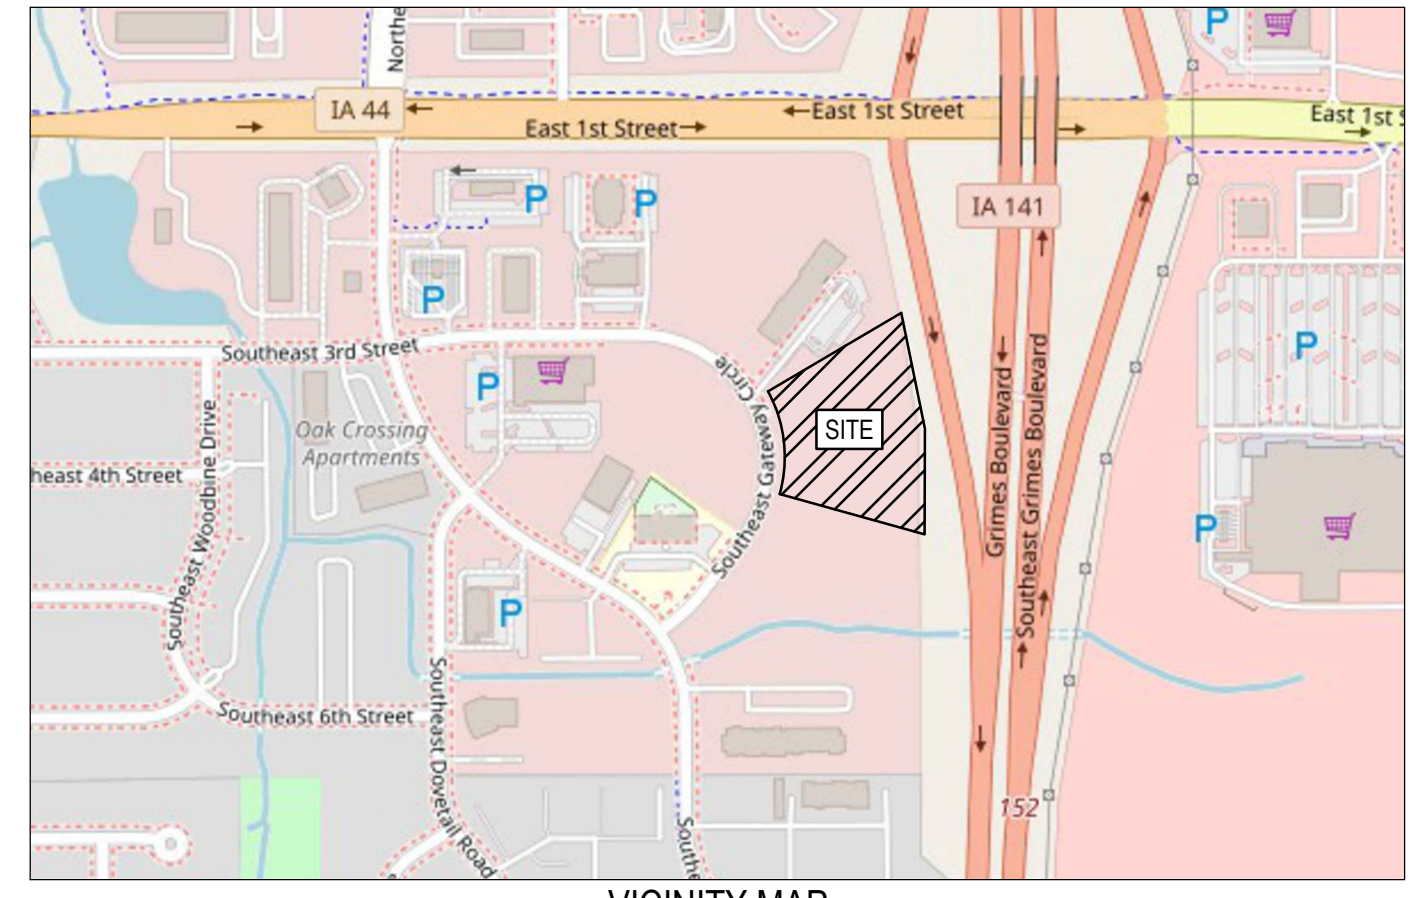 Northe
P
IA 44
East 1st Street
East 1st Street
East 1st S
P
P
IA 141
P
Southeast 3rd Street
P
P
Southeast Gateway Circle
SITE
Oak Crossing
Apartments
heast 4th Street
Southeast Woodbine Drive
Grimes Boulevard
Southeast Grimes Boulevard
P
P
Southeast 6th Street
Southeast Dovetail Road
152
Southe
VICINITY MAP